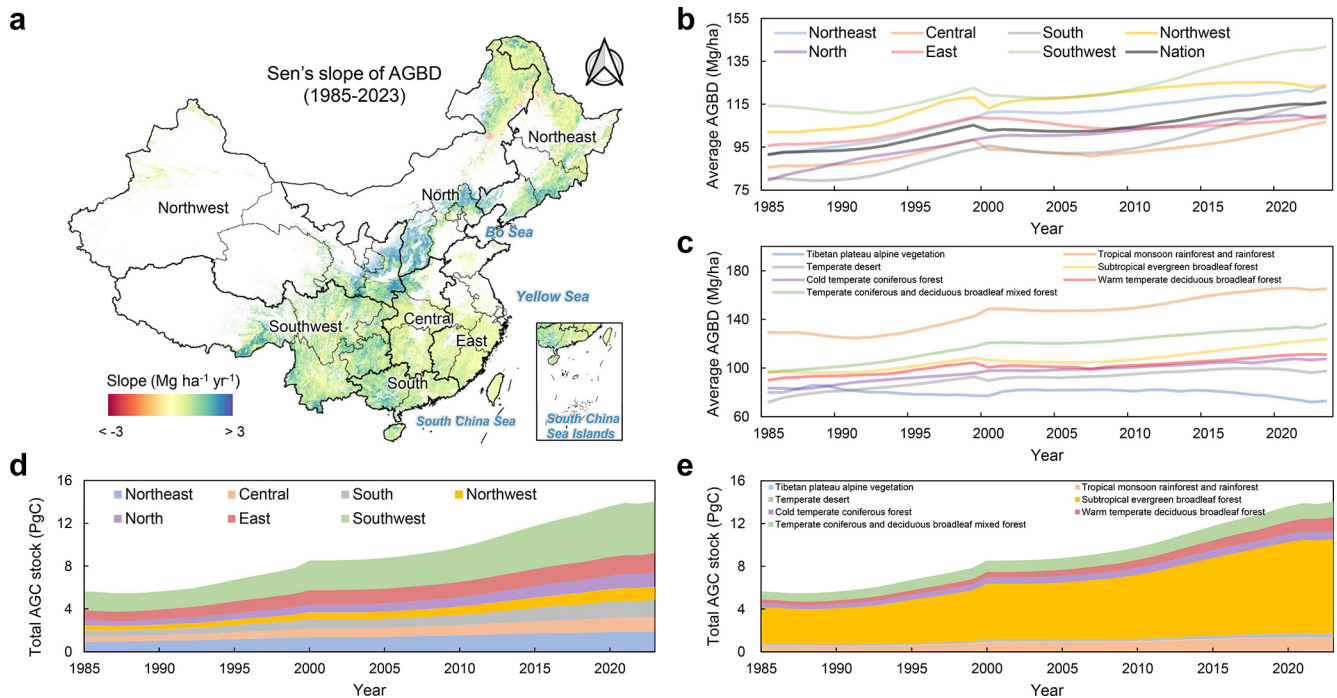 a
Sen's slope of AGBD
(1985-2023)
Northeast
North
Northwest
Bo Sea
Yellow Sea
Southwest
Central
East
South
Slope (Mg ha⁻¹ yr⁻¹)
< -3
> 3
South China Sea
South China
Sea Islands
b
Average AGBD (Mg/ha)
155
135
115
95
75
Northeast Central South Northwest
North East Southwest Nation
1985 1990 1995 2000 2005 2010 2015 2020
Year
c
Average AGBD (Mg/ha)
180
140
100
60
Tibetan plateau alpine vegetation Tropical monsoon rainforest and rainforest
Temperate desert Subtropical evergreen broadleaf forest
Cold temperate coniferous forest Warm temperate deciduous broadleaf forest
Temperate coniferous and deciduous broadleaf mixed forest
1985 1990 1995 2000 2005 2010 2015 2020
Year
d
Total AGC stock (PgC)
16
12
8
4
0
Northeast Central South Northwest
North East Southwest
1985 1990 1995 2000 2005 2010 2015 2020
Year
e
Total AGC stock (PgC)
16
12
8
4
0
Tibetan plateau alpine vegetation Tropical monsoon rainforest and rainforest
Temperate desert Subtropical evergreen broadleaf forest
Cold temperate coniferous forest Warm temperate deciduous broadleaf forest
Temperate coniferous and deciduous broadleaf mixed forest
1985 1990 1995 2000 2005 2010 2015 2020
Year